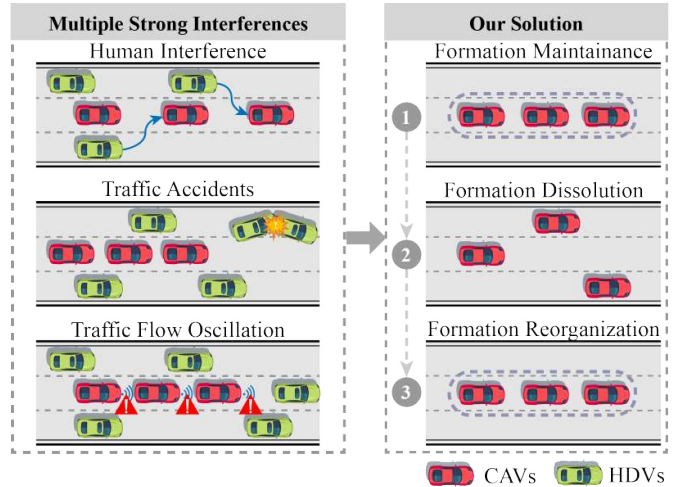 Multiple Strong Interferences
Human Interference
Traffic Accidents
Traffic Flow Oscillation
Our Solution
Formation Maintainance
1
Formation Dissolution
2
Formation Reorganization
3
CAVs
HDVs